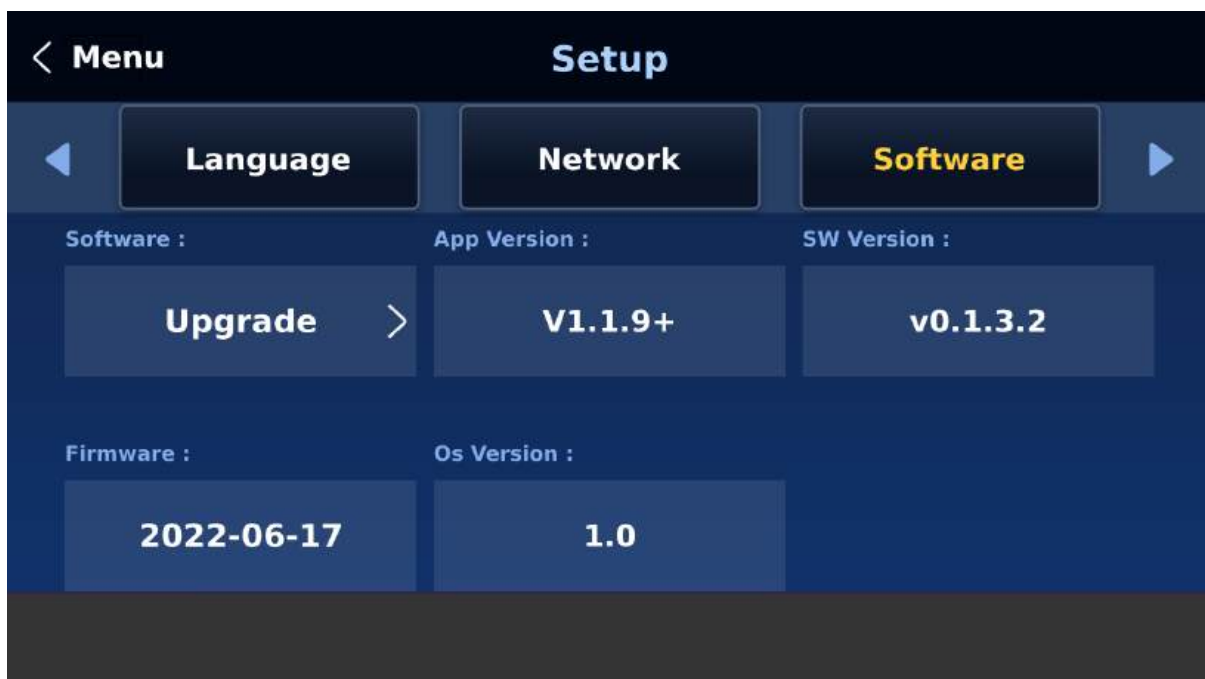 Menu
Setup
Language
Network
Software
Software :
App Version :
SW Version :
Upgrade
V1.1.9+
v0.1.3.2
Firmware :
Os Version :
2022-06-17
1.0